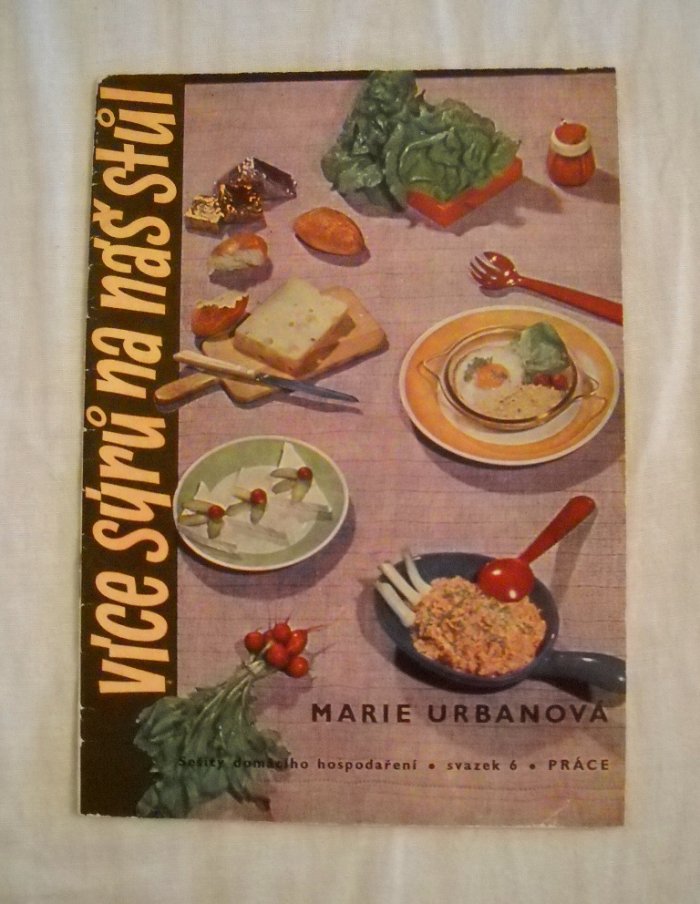 více sýrů na náš stůl
MARIE URBANOVÁ
Sešity domácího hospodaření • svazek 6 • PRÁCE